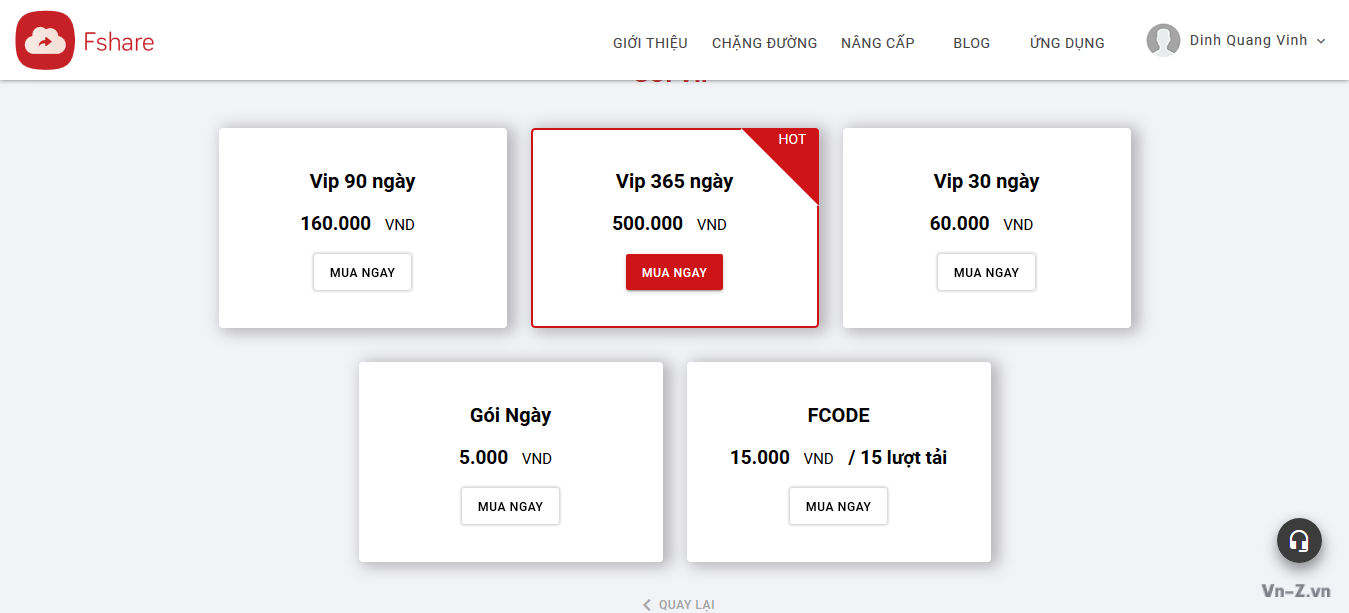 Fshare
GIỚI THIỆU CHẶNG ĐƯỜNG NÂNG CẤP BLOG ỨNG DỤNG Dinh Quang Vinh
Vip 90 ngày
160.000 VND
MUA NGAY
HOT
Vip 365 ngày
500.000 VND
MUA NGAY
Vip 30 ngày
60.000 VND
MUA NGAY
Gói Ngày
5.000 VND
MUA NGAY
FCODE
15.000 VND / 15 lượt tải
MUA NGAY
QUAY LẠI
Vn-Z.vn